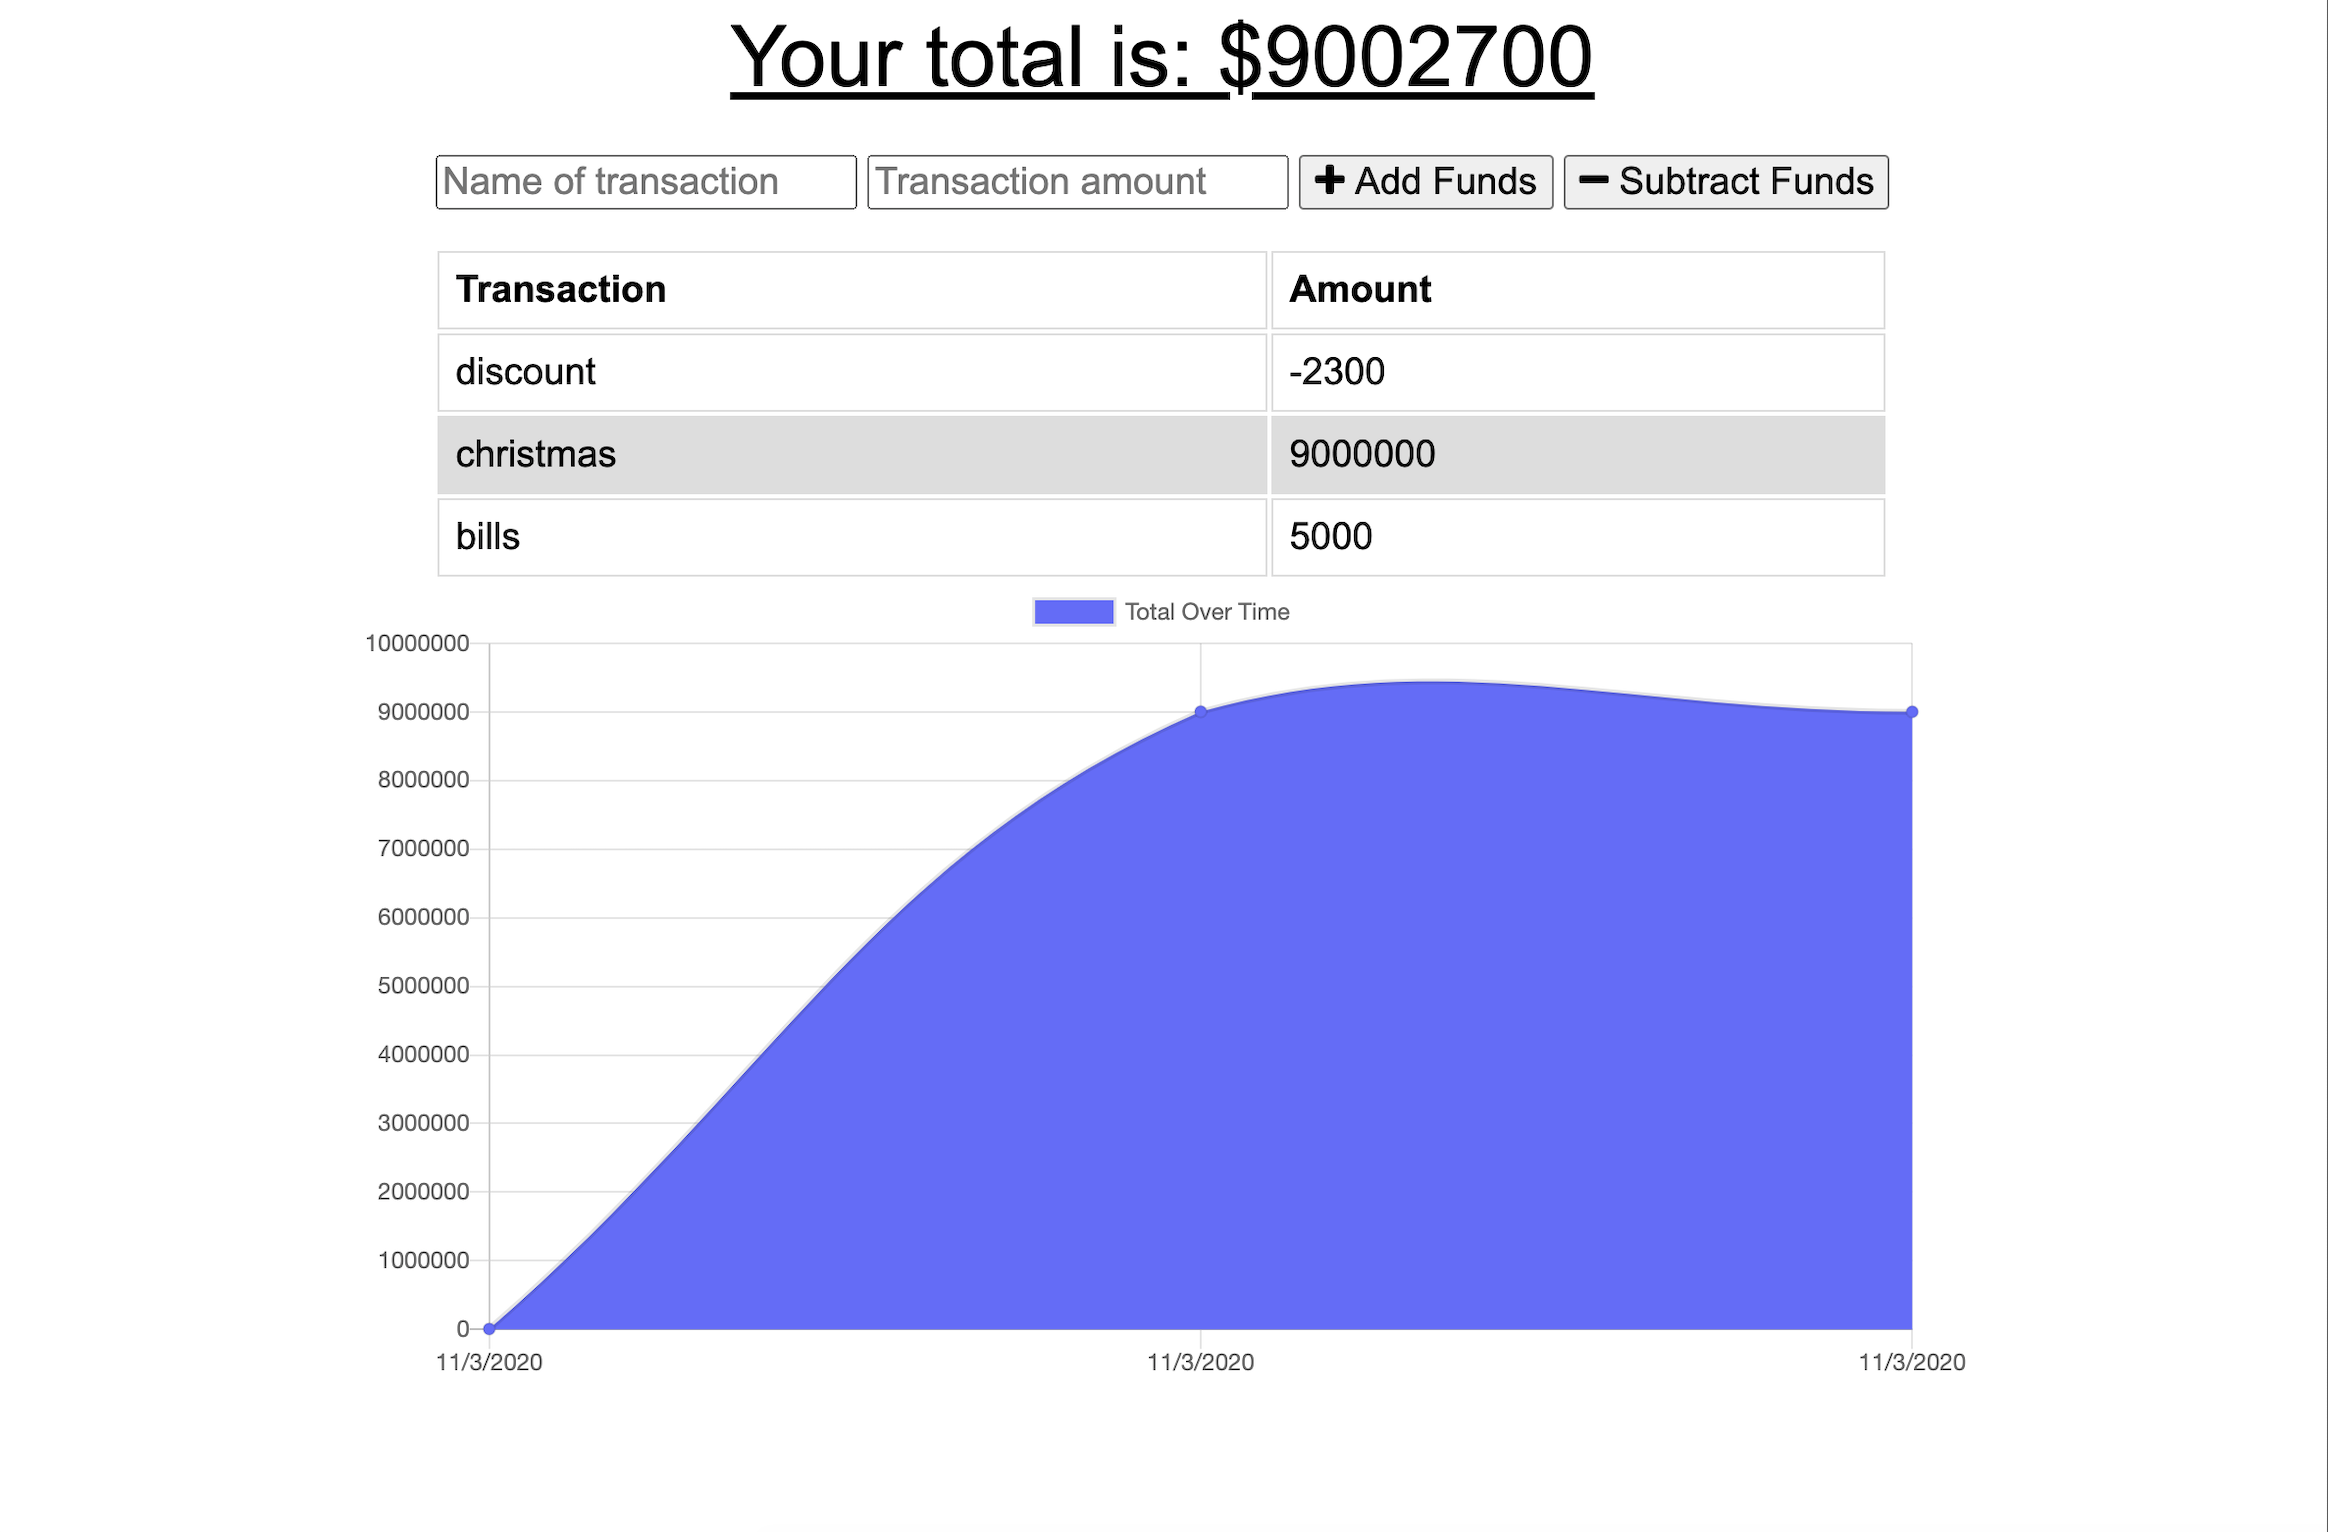 Your total is: $9002700
Name of transaction Transaction amount + Add Funds − Subtract Funds
Transaction Amount
discount -2300
christmas 9000000
bills 5000
Total Over Time
10000000
9000000
8000000
7000000
6000000
5000000
4000000
3000000
2000000
1000000
0
11/3/2020 11/3/2020 11/3/2020